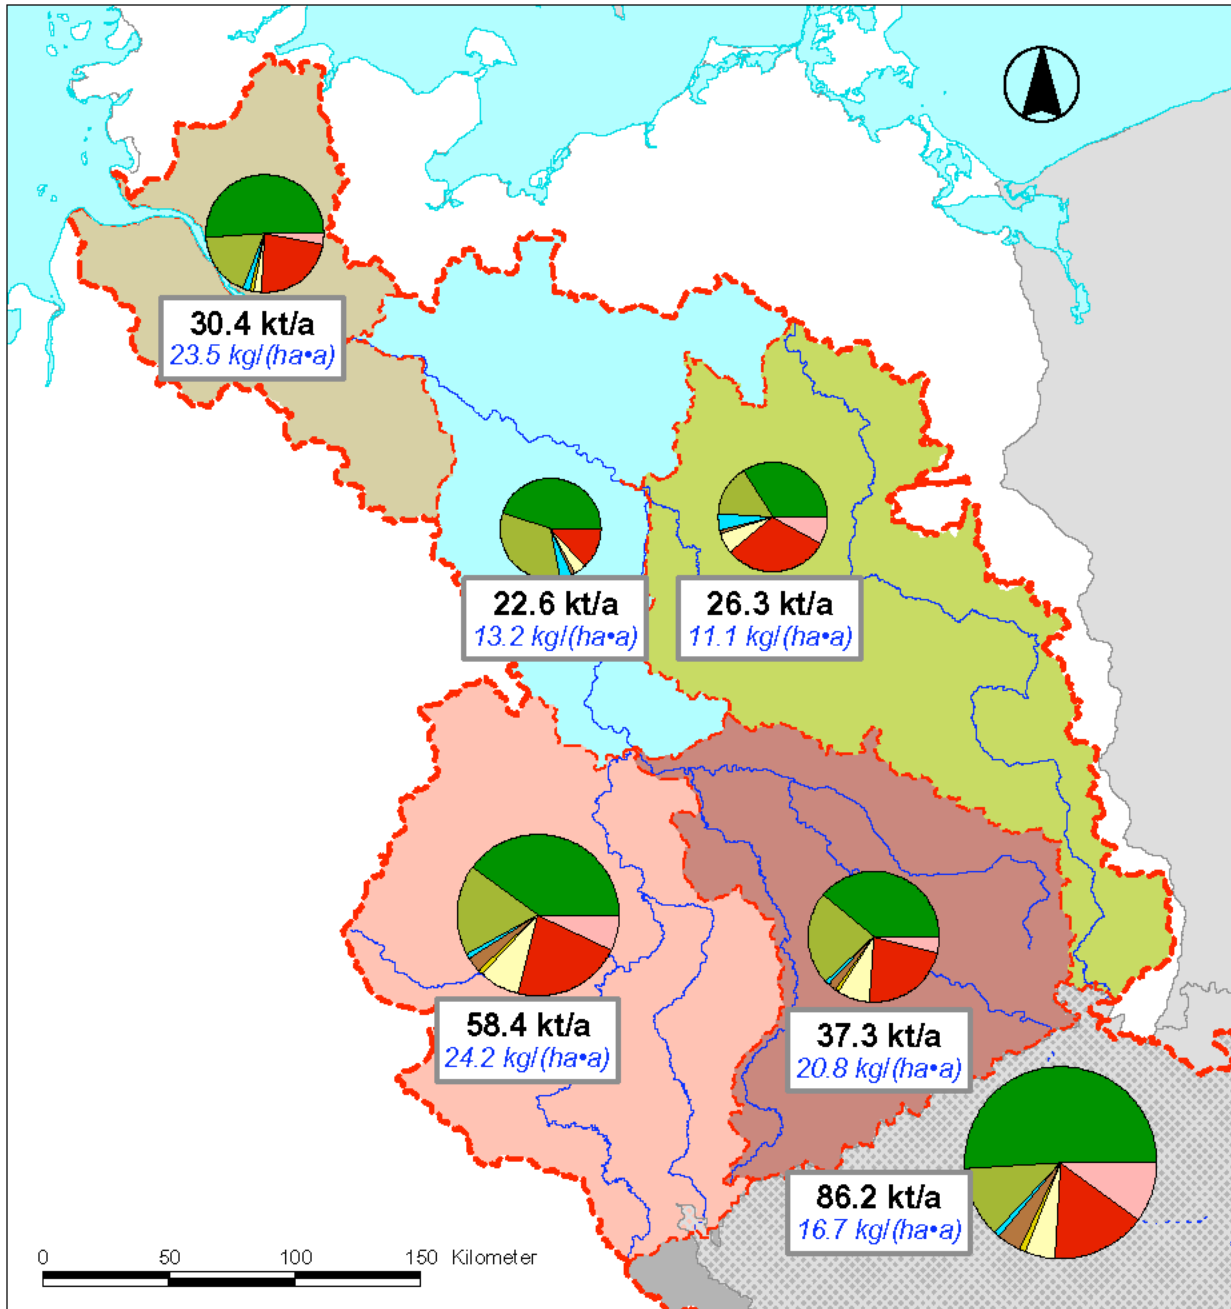 30.4 kt/a
23.5 kg/(ha•a)
22.6 kt/a
13.2 kg/(ha•a)
26.3 kt/a
11.1 kg/(ha•a)
58.4 kt/a
24.2 kg/(ha•a)
37.3 kt/a
20.8 kg/(ha•a)
86.2 kt/a
16.7 kg/(ha•a)
0 50 100 150 Kilometer